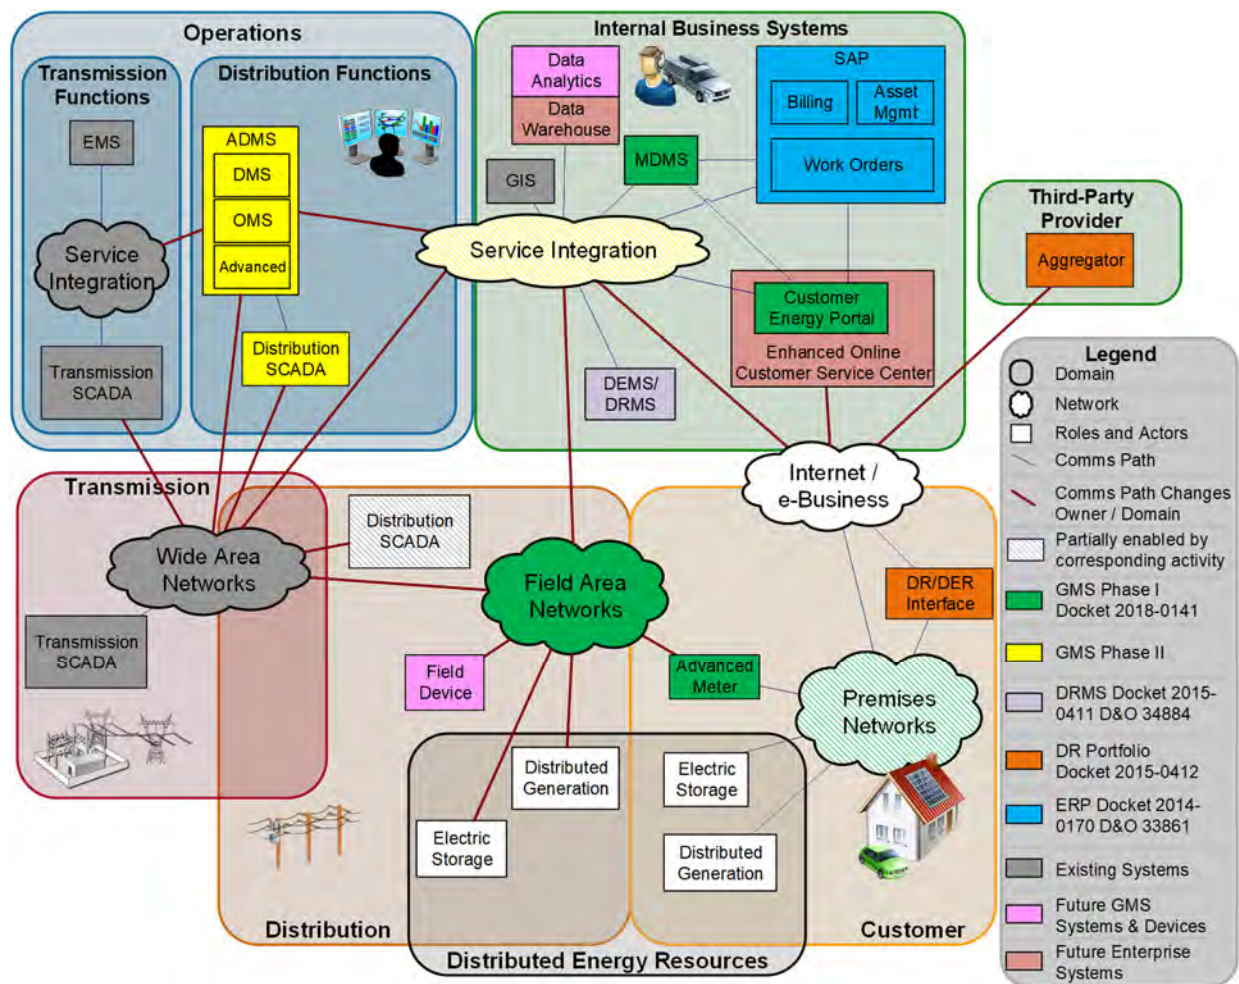 Operations
Transmission
Functions
EMS
Service
Integration
Transmission
SCADA
Distribution Functions
ADMS
DMS
OMS
Advanced
Distribution
SCADA
Internal Business Systems
Data
Analytics
Data
Warehouse
GIS
MDMS
SAP
Billing
Asset
Mgmt
Work Orders
Service Integration
Customer
Energy Portal
Enhanced Online
Customer Service Center
DEMS/
DRMS
Third-Party
Provider
Aggregator
Internet /
e-Business
Transmission
Wide Area
Networks
Transmission
SCADA
Distribution
SCADA
Field Area
Networks
Field
Device
Advanced
Meter
DR/DER
Interface
Premises
Networks
Distributed
Generation
Electric
Storage
Electric
Storage
Distributed
Generation
Distribution
Customer
Distributed Energy Resources
Legend
Domain
Network
Roles and Actors
Comms Path
Comms Path Changes
Owner / Domain
Partially enabled by
corresponding activity
GMS Phase I
Docket 2018-0141
GMS Phase II
DRMS Docket 2015-
0411 D&O 34884
DR Portfolio
Docket 2015-0412
ERP Docket 2014-
0170 D&O 33861
Existing Systems
Future GMS
Systems & Devices
Future Enterprise
Systems